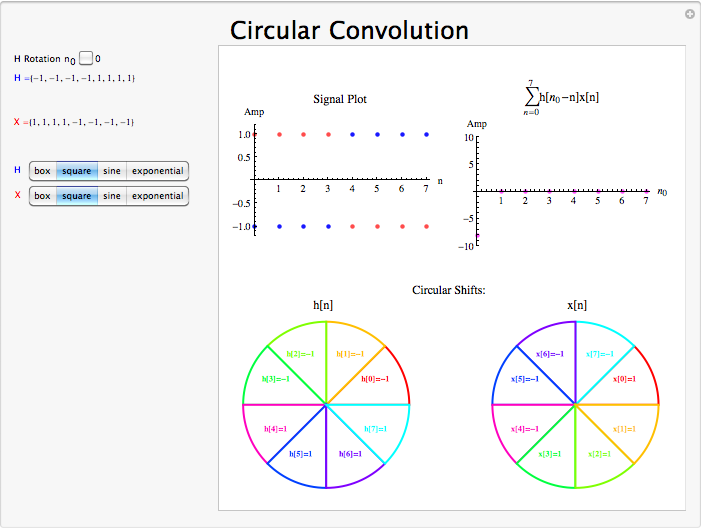 Circular Convolution
H Rotation n0 0
H ={−1, −1, −1, −1, 1, 1, 1, 1}
X ={1, 1, 1, 1, −1, −1, −1, −1}
H box square sine exponential
X box square sine exponential
Signal Plot
Amp
1.0
0.5
−0.5
−1.0
1 2 3 4 5 6 7 n
7
∑h[n0−n]x[n]
n=0
Amp
10
5
−5
−10
1 2 3 4 5 6 7 n0
Circular Shifts:
h[n]
h[2]=−1 h[1]=−1
h[3]=−1 h[0]=−1
h[4]=1 h[7]=1
h[5]=1 h[6]=1
x[n]
x[6]=−1 x[7]=−1
x[5]=−1 x[0]=1
x[4]=−1 x[1]=1
x[3]=1 x[2]=1